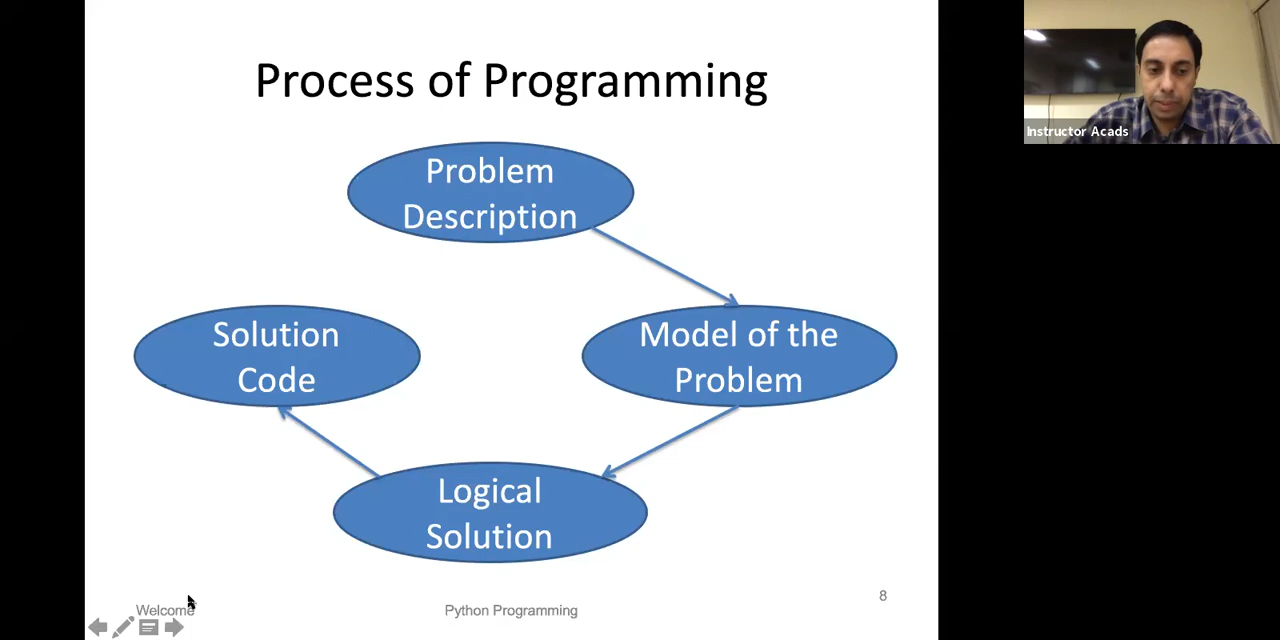 Process of Programming
Problem
Description
Solution
Code
Model of the
Problem
Logical
Solution
Welcome
Python Programming
8
Instructor Acads